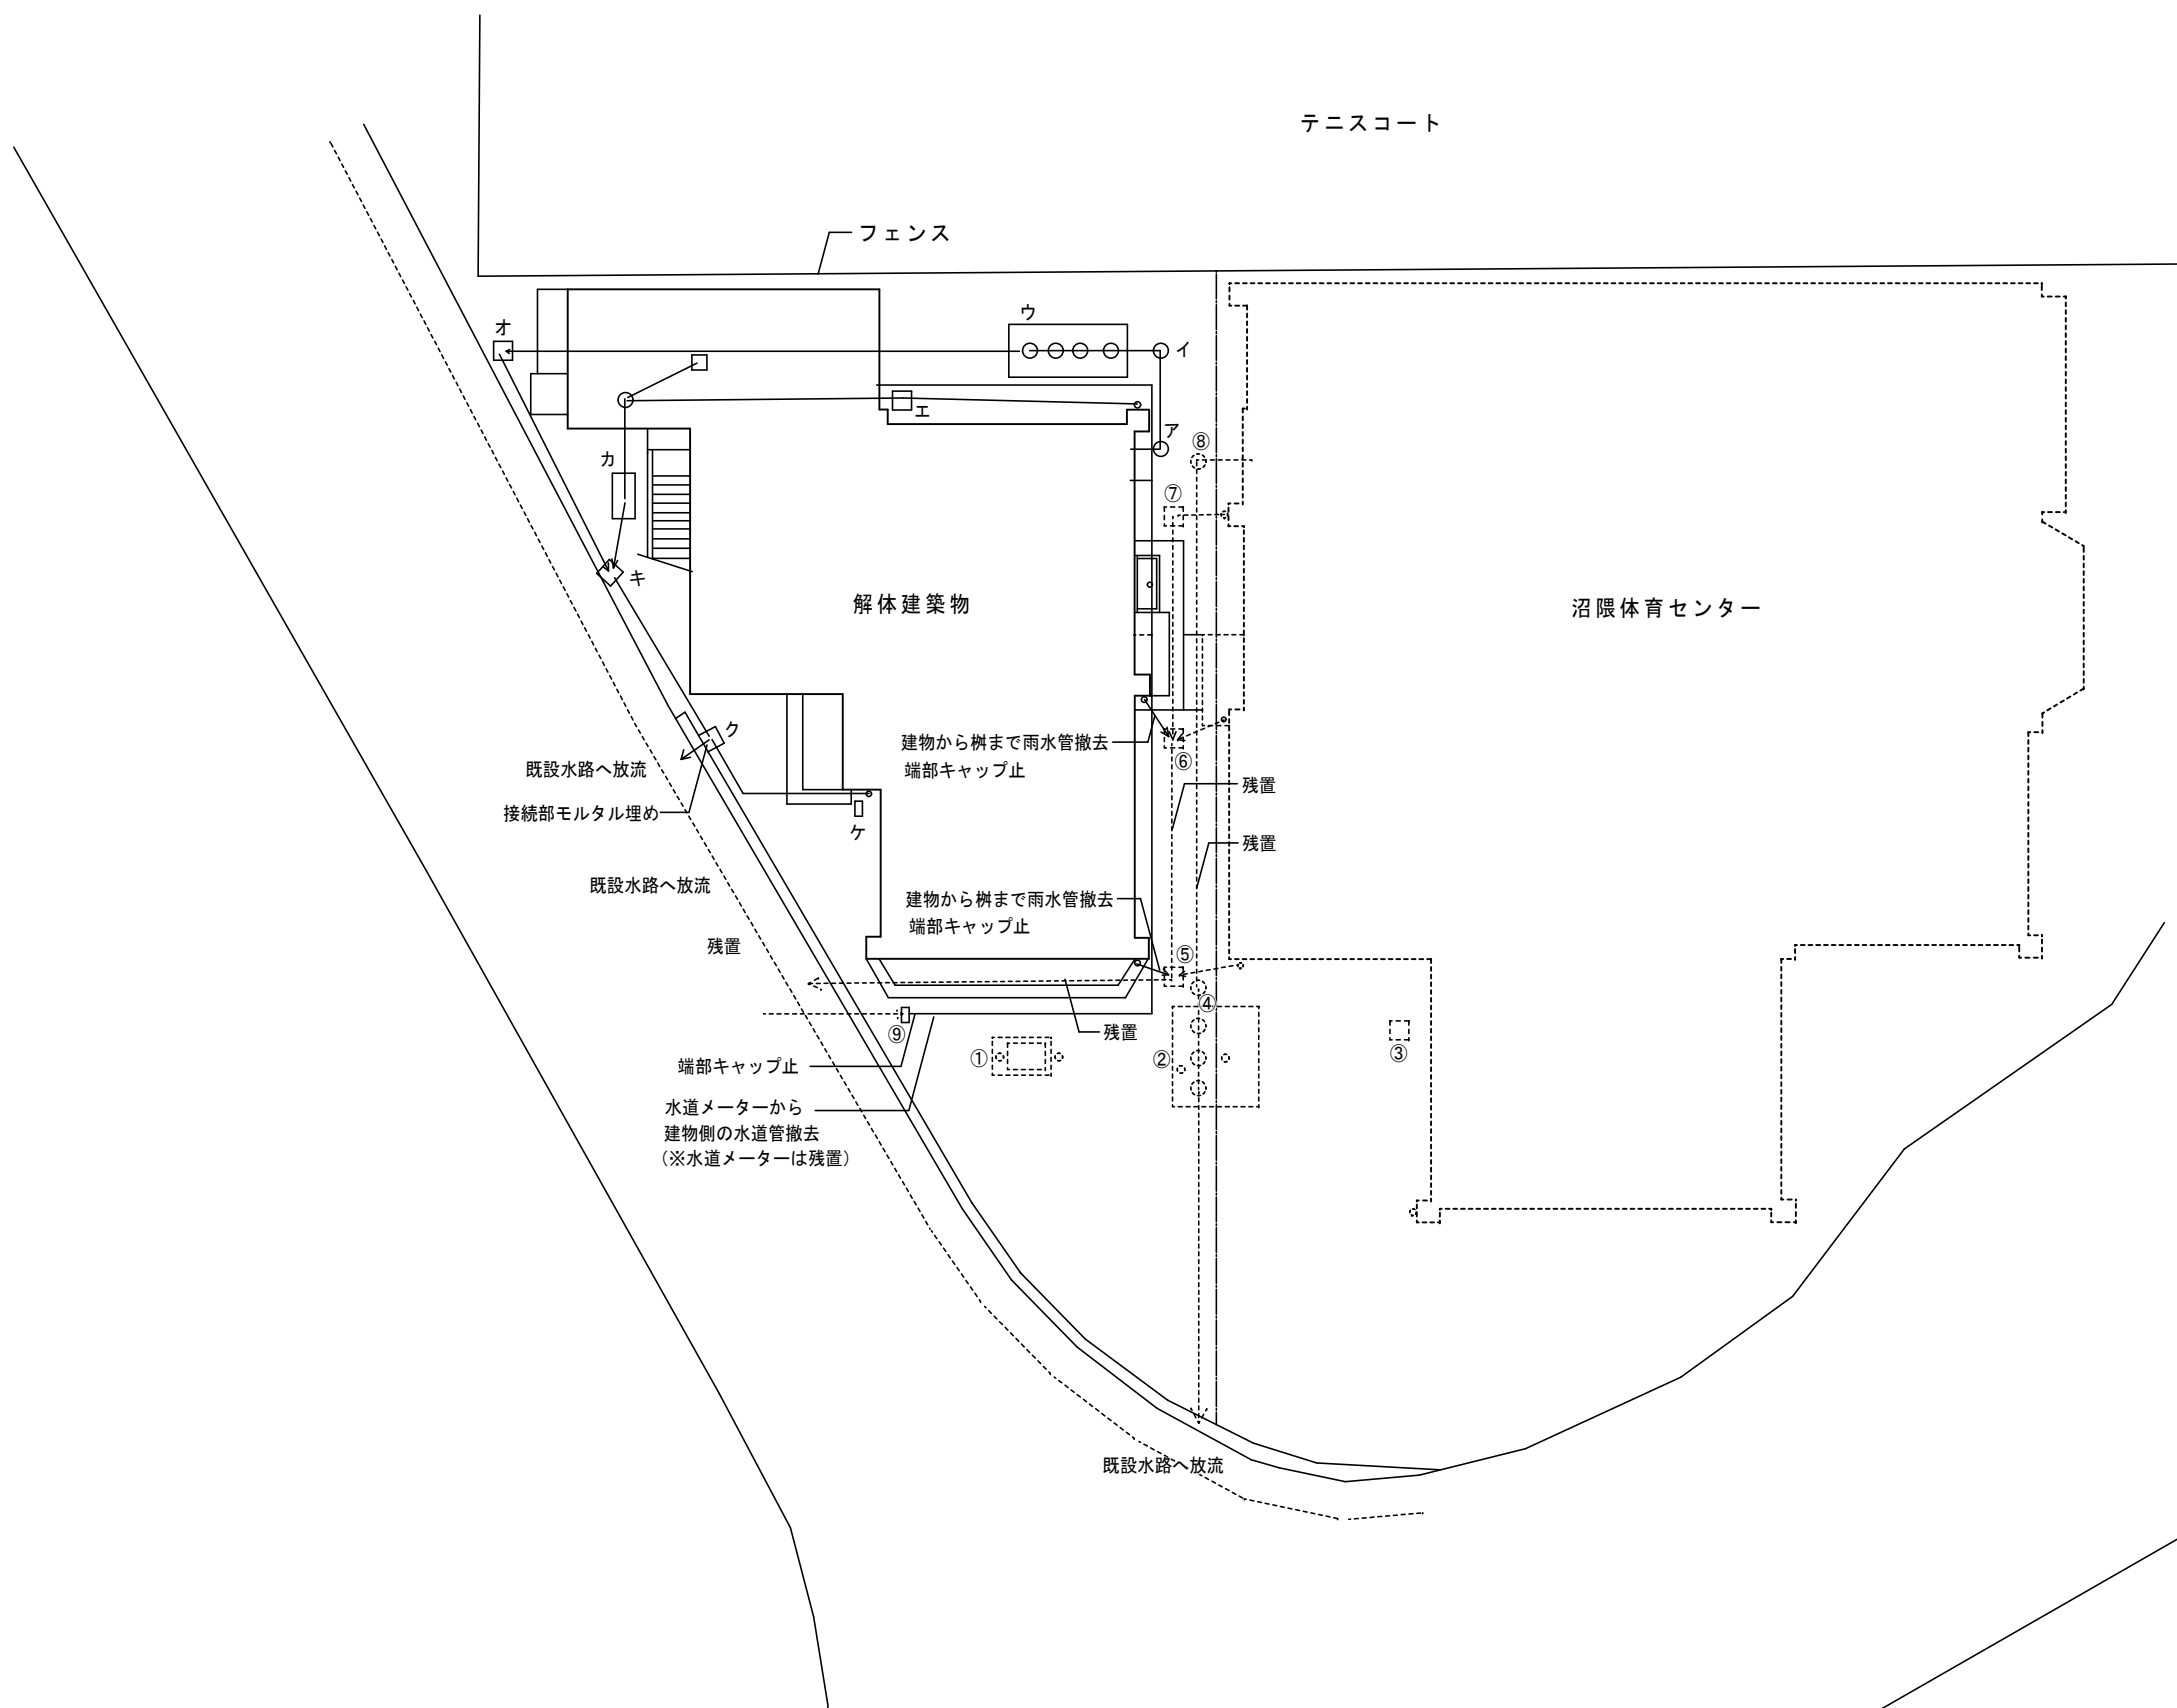 テニスコート
フェンス
ウ
オ
イ
エ
ア
⑧
カ
⑦
キ
解体建築物
沼隈体育センター
ク
建物から桝まで雨水管撤去
端部キャップ止
⑥
既設水路へ放流
残置
接続部モルタル埋め
ケ
残置
既設水路へ放流
建物から桝まで雨水管撤去
端部キャップ止
残置
⑤
④
⑨
残置
①
②
③
端部キャップ止
水道メーターから
建物側の水道管撤去
(※水道メーターは残置)
既設水路へ放流